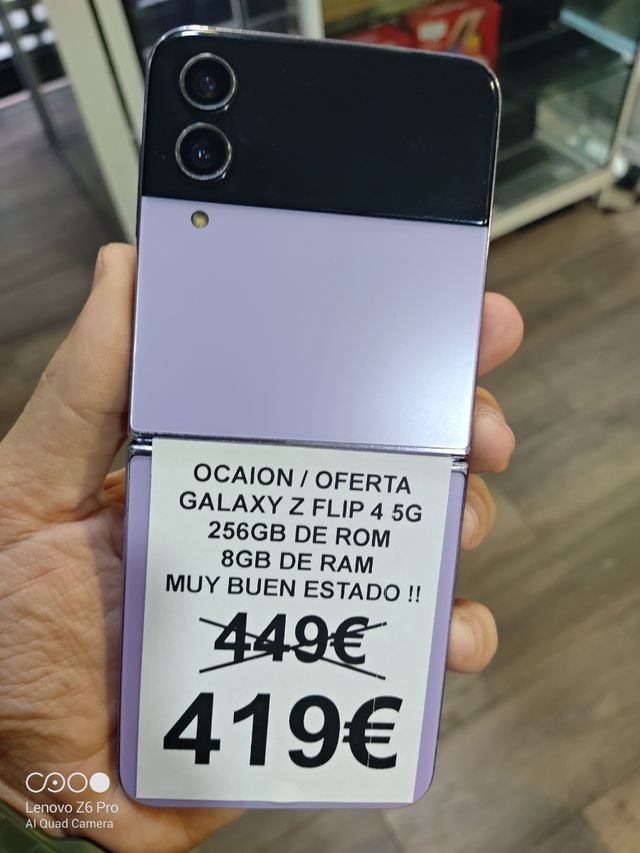 OCAION / OFERTA
GALAXY Z FLIP 4 5G
256GB DE ROM
8GB DE RAM
MUY BUEN ESTADO !!
449€
419€
Lenovo Z6 Pro
AI Quad Camera